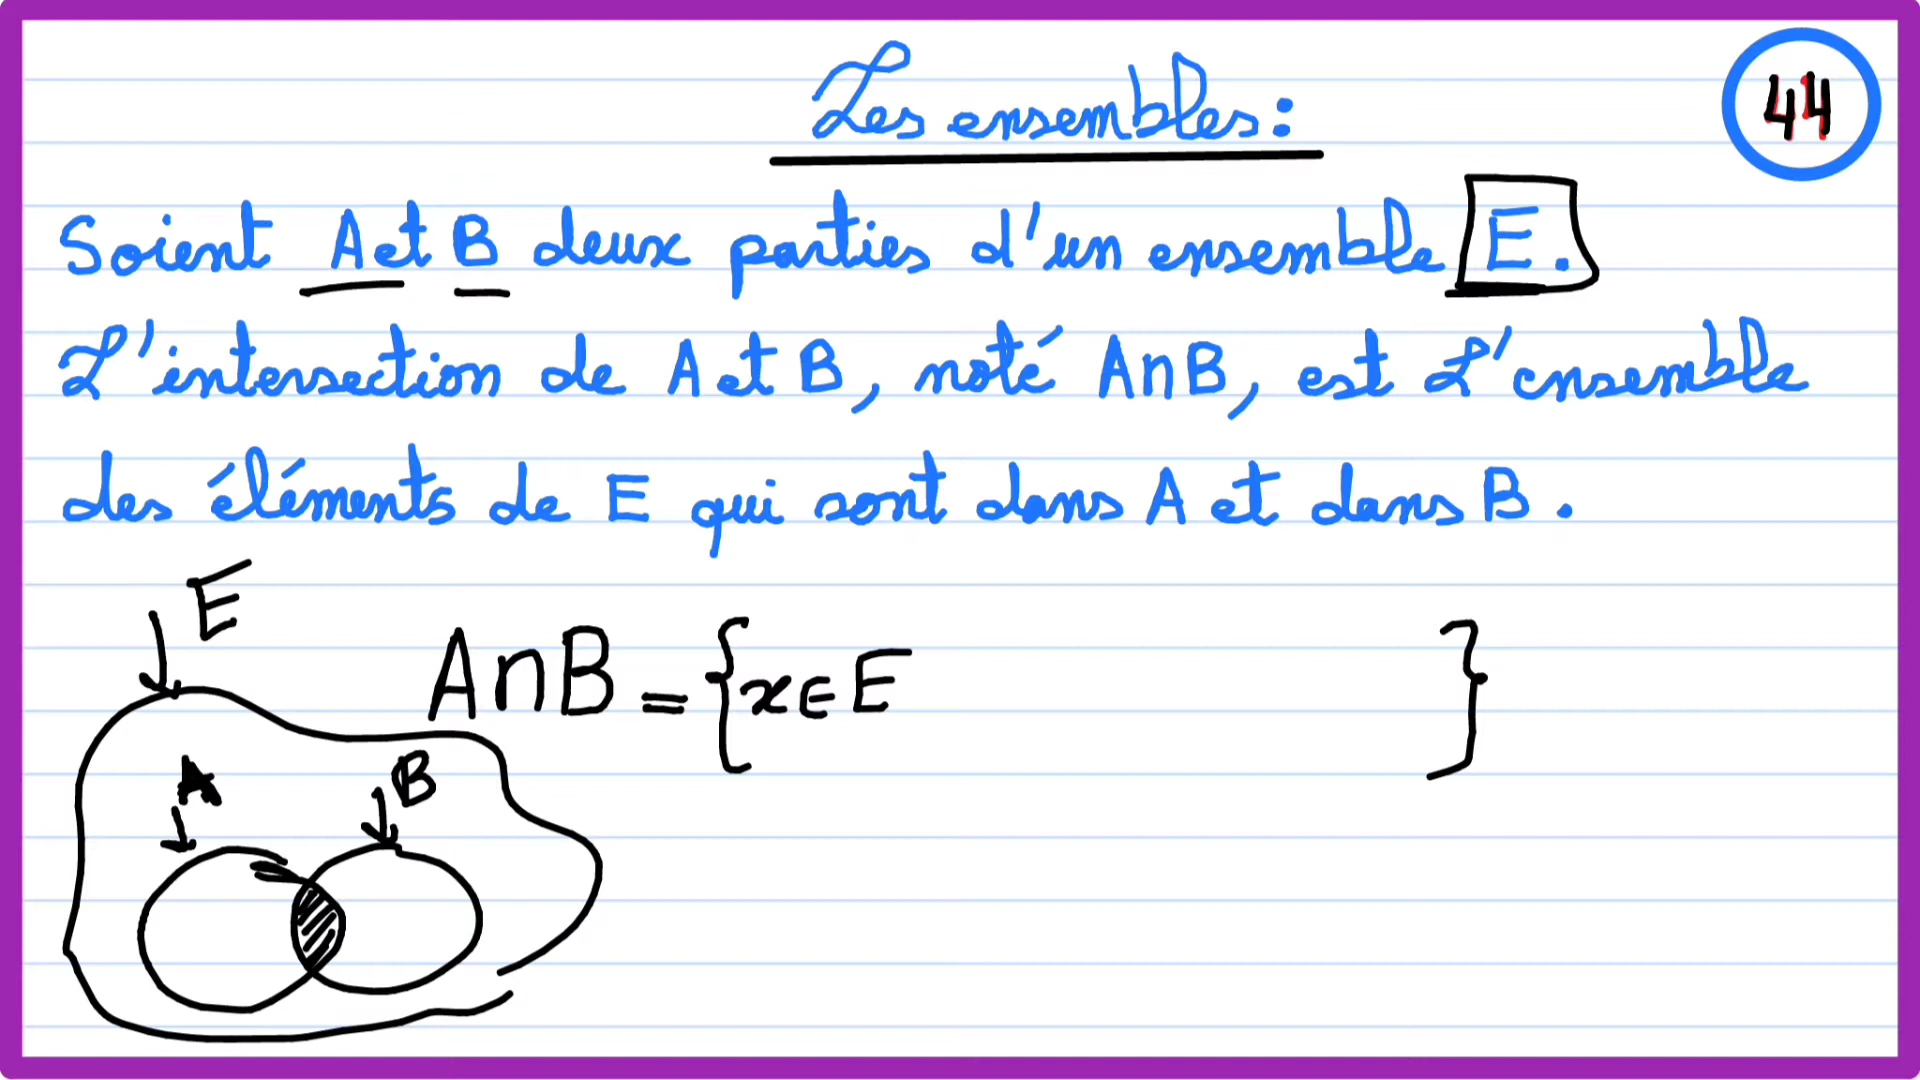 Les ensembles:
44
Soient A et B deux parties d'un ensemble E.
L'intersection de A et B, noté A∩B, est l'ensemble
des éléments de E qui sont dans A et dans B.
E
A∩B = {x∈E }
A
B